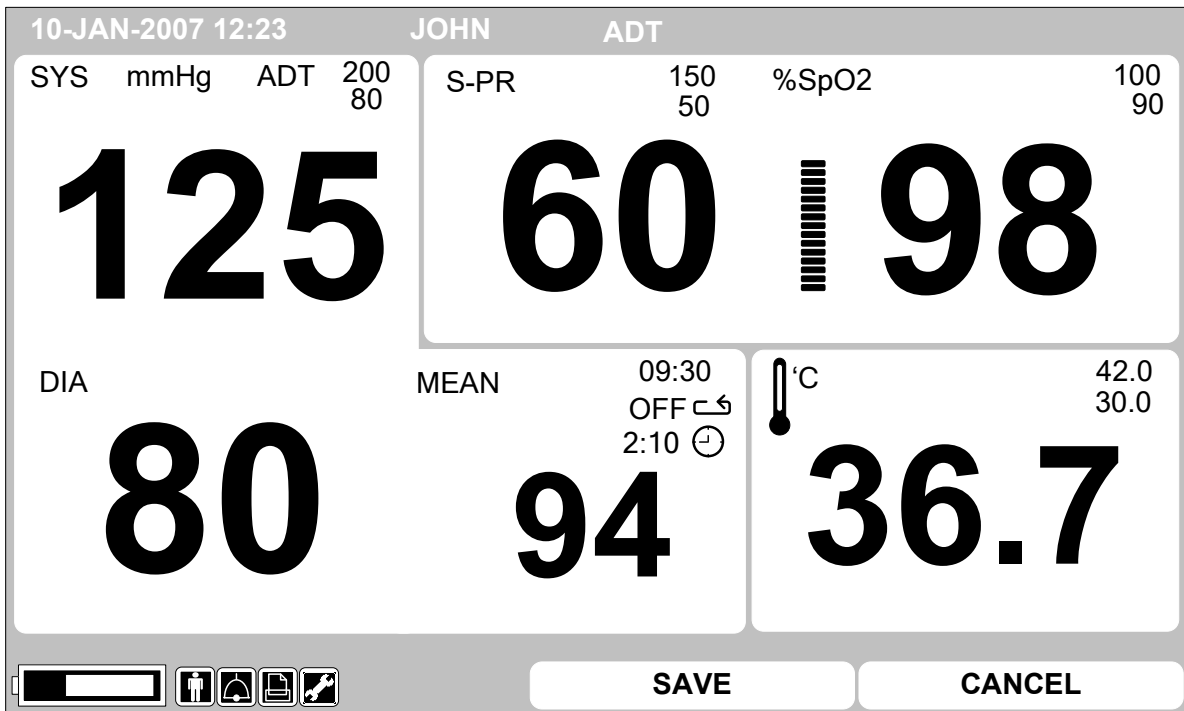 10-JAN-2007 12:23 JOHN ADT
SYS mmHg ADT 200
80
125
S-PR 150
50
60
%SpO2 100
90
98
DIA
80
MEAN 09:30
OFF
2:10
94
‘C 42.0
30.0
36.7
SAVE CANCEL